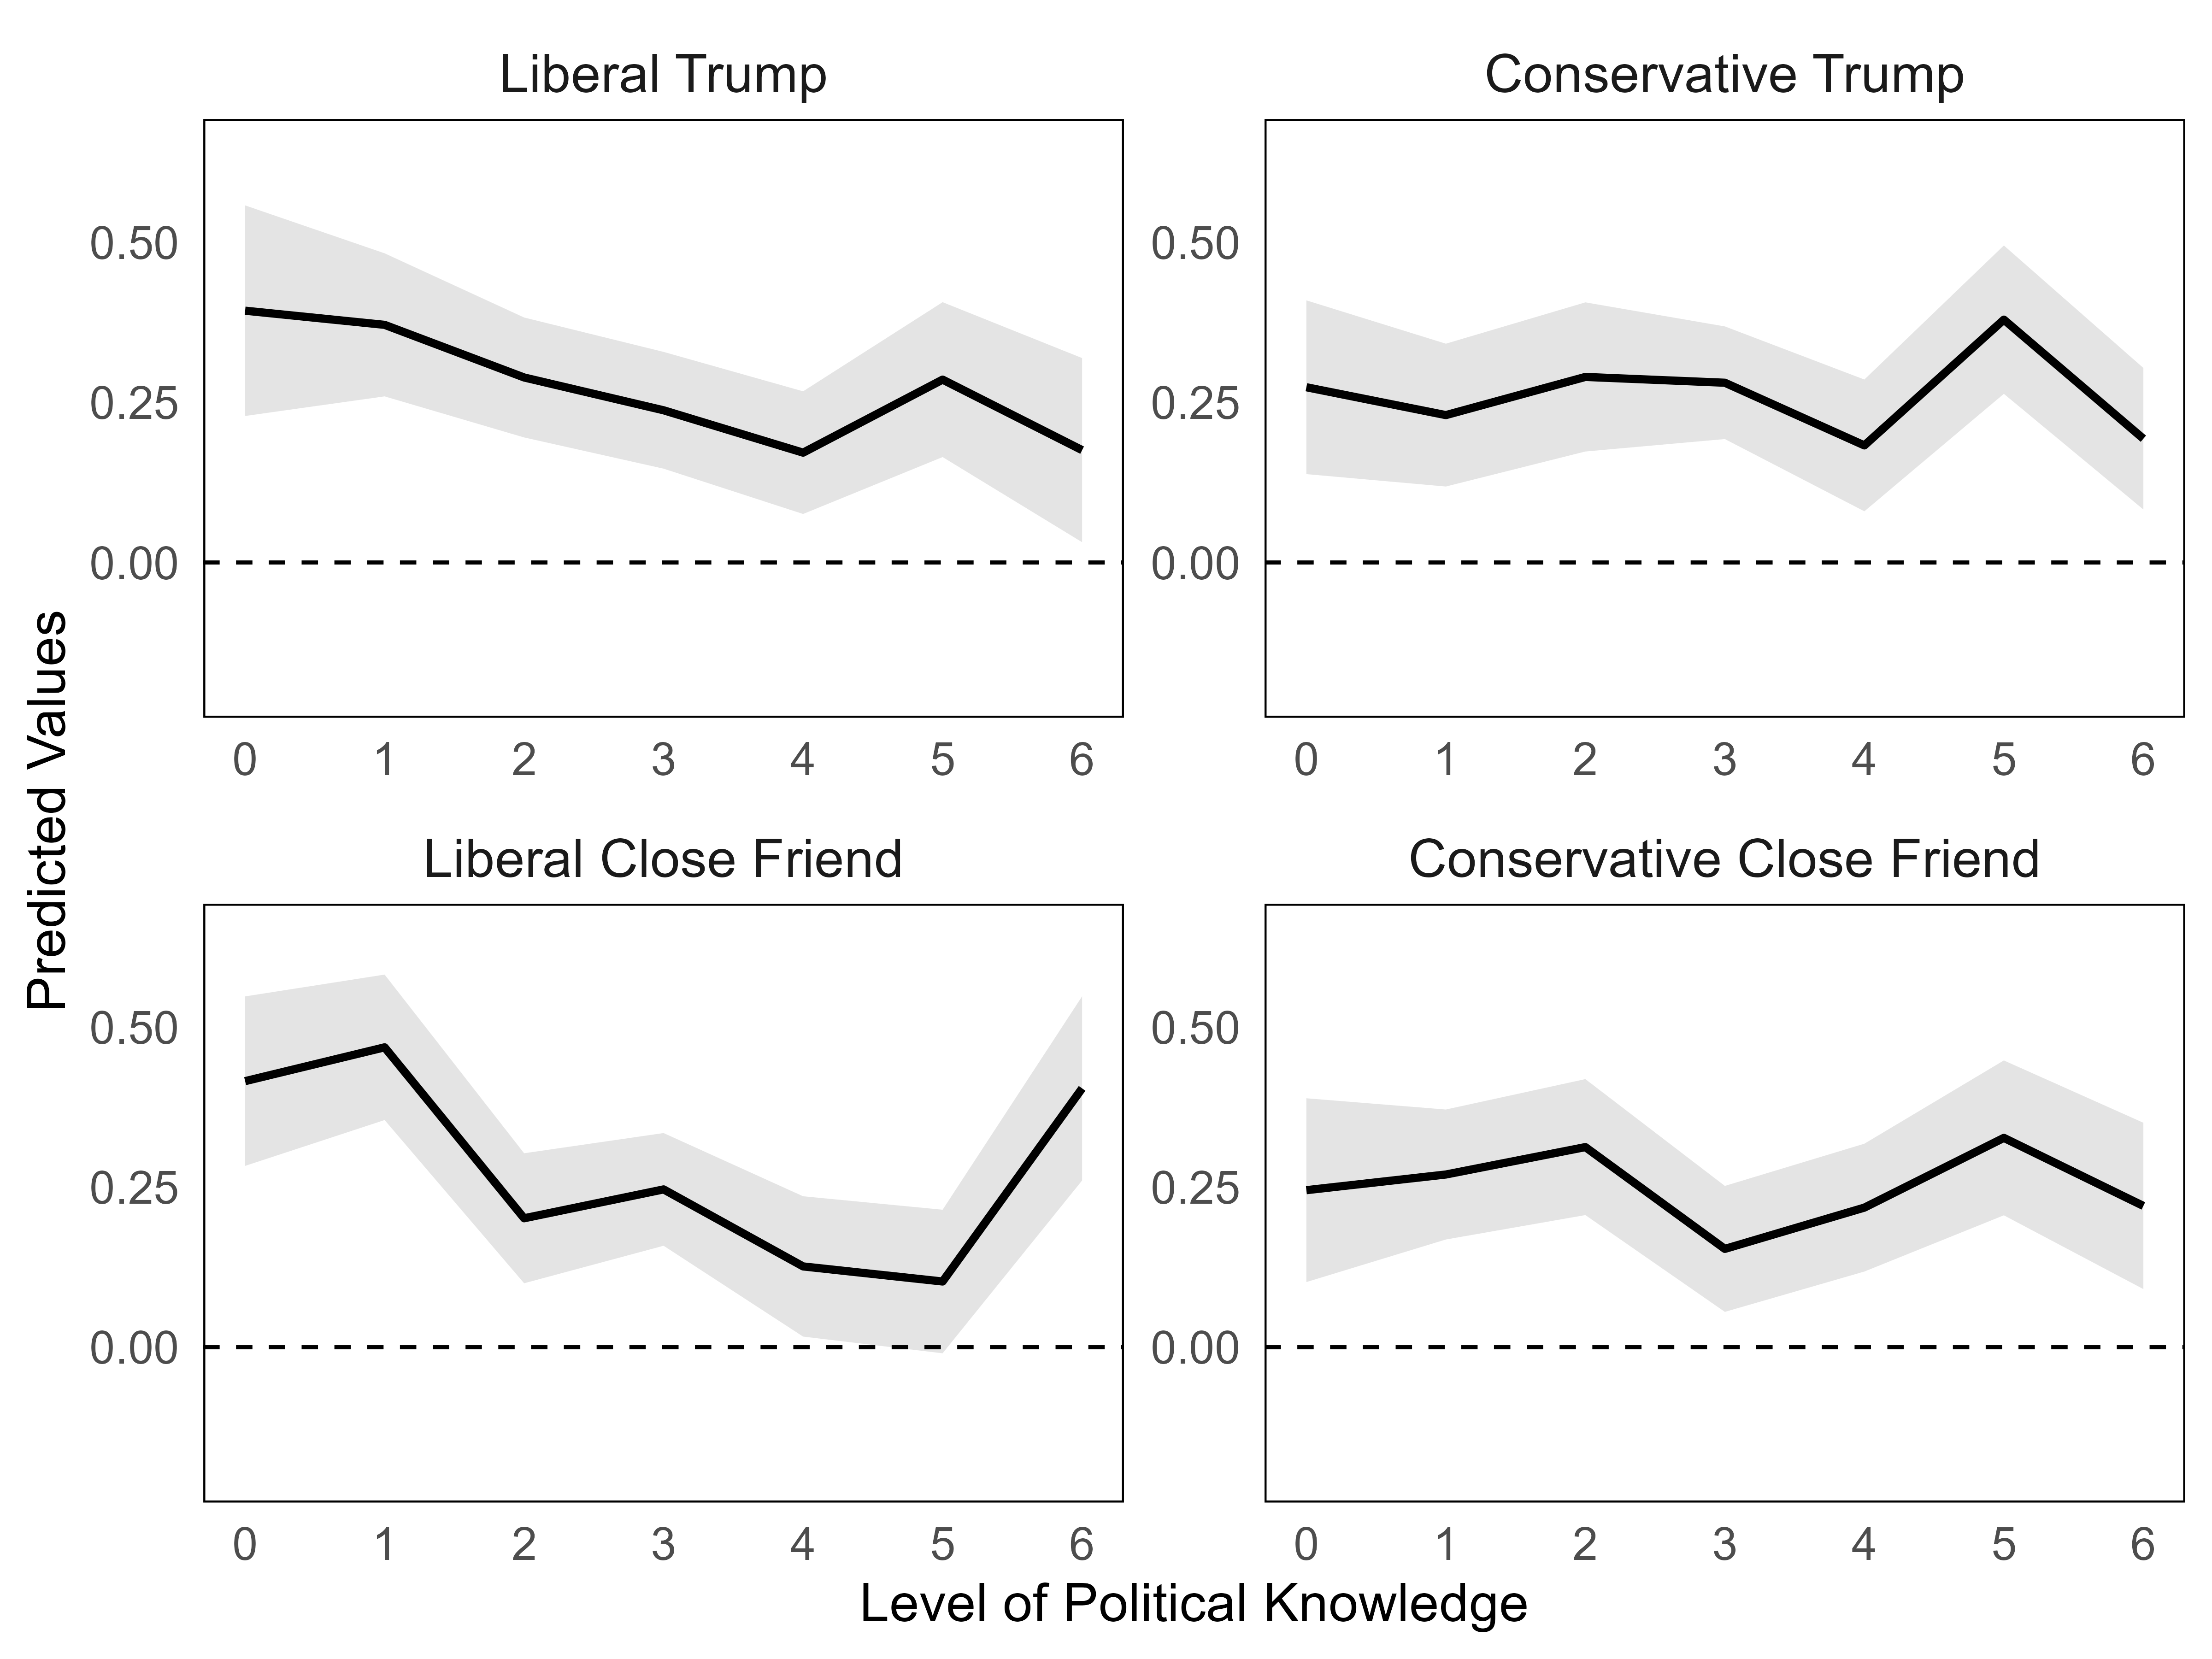 Liberal Trump
Conservative Trump
0.50
0.25
0.00
0.50
0.25
0.00
0 1 2 3 4 5 6
0 1 2 3 4 5 6
Predicted Values
Liberal Close Friend
Conservative Close Friend
0.50
0.25
0.00
0.50
0.25
0.00
0 1 2 3 4 5 6
0 1 2 3 4 5 6
Level of Political Knowledge